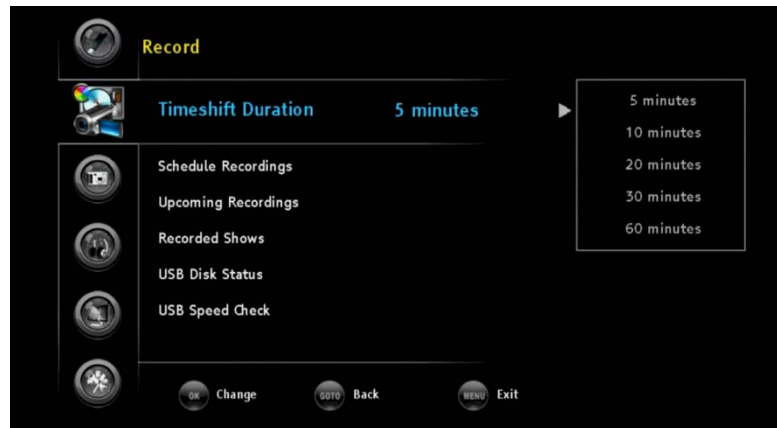 Record
Timeshift Duration 5 minutes
5 minutes
10 minutes
20 minutes
30 minutes
60 minutes
Schedule Recordings
Upcoming Recordings
Recorded Shows
USB Disk Status
USB Speed Check
OK Change GOTO Back MENU Exit